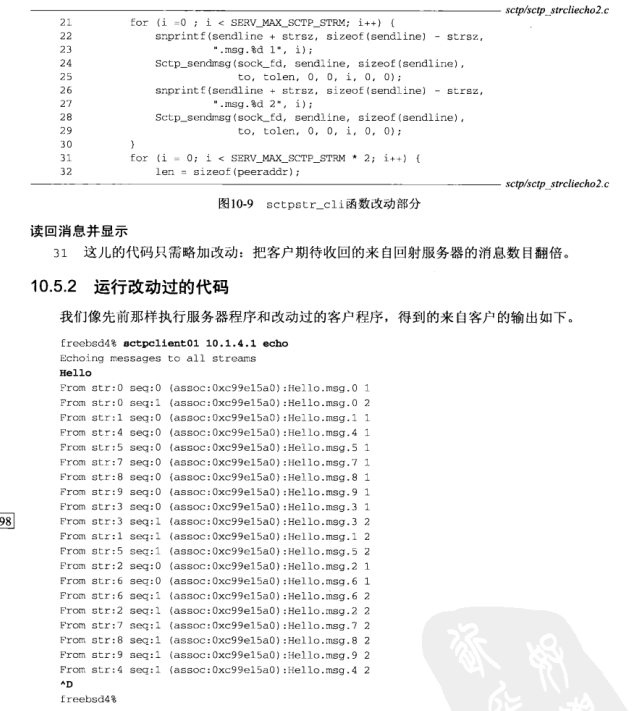 sctp/sctp_strcliecho2.c
21 for (i =0 ; i < SERV_MAX_SCTP_STRM; i++) {
22 snprintf(sendline + strsz, sizeof(sendline) - strsz,
23 ".msg.%d 1", i);
24 Sctp_sendmsg(sock_fd, sendline, sizeof(sendline),
25 to, tolen, 0, 0, i, 0, 0);
26 snprintf(sendline + strsz, sizeof(sendline) - strsz,
27 ".msg.%d 2", i);
28 Sctp_sendmsg(sock_fd, sendline, sizeof(sendline),
29 to, tolen, 0, 0, i, 0, 0);
30 }
31 for (i = 0; i < SERV_MAX_SCTP_STRM * 2; i++) {
32 len = sizeof(peeraddr);
sctp/sctp_strcliecho2.c
图10-9 sctpstr_cli函数改动部分
读回消息并显示
31 这儿的代码只需略加改动：把客户期待收回的来自回射服务器的消息数目翻倍。
10.5.2 运行改动过的代码
我们像先前那样执行服务器程序和改动过的客户程序，得到的来自客户的输出如下。
freebsd4% sctpclient01 10.1.4.1 echo
Echoing messages to all streams
Hello
From str:0 seq:0 (assoc:0xc99e15a0):Hello.msg.0 1
From str:0 seq:1 (assoc:0xc99e15a0):Hello.msg.0 2
From str:1 seq:0 (assoc:0xc99e15a0):Hello.msg.1 1
From str:4 seq:0 (assoc:0xc99e15a0):Hello.msg.4 1
From str:5 seq:0 (assoc:0xc99e15a0):Hello.msg.5 1
From str:7 seq:0 (assoc:0xc99e15a0):Hello.msg.7 1
From str:8 seq:0 (assoc:0xc99e15a0):Hello.msg.8 1
From str:9 seq:0 (assoc:0xc99e15a0):Hello.msg.9 1
From str:3 seq:0 (assoc:0xc99e15a0):Hello.msg.3 1
98
From str:3 seq:1 (assoc:0xc99e15a0):Hello.msg.3 2
From str:1 seq:1 (assoc:0xc99e15a0):Hello.msg.1 2
From str:5 seq:1 (assoc:0xc99e15a0):Hello.msg.5 2
From str:2 seq:0 (assoc:0xc99e15a0):Hello.msg.2 1
From str:6 seq:0 (assoc:0xc99e15a0):Hello.msg.6 1
From str:6 seq:1 (assoc:0xc99e15a0):Hello.msg.6 2
From str:2 seq:1 (assoc:0xc99e15a0):Hello.msg.2 2
From str:7 seq:1 (assoc:0xc99e15a0):Hello.msg.7 2
From str:8 seq:1 (assoc:0xc99e15a0):Hello.msg.8 2
From str:9 seq:1 (assoc:0xc99e15a0):Hello.msg.9 2
From str:4 seq:1 (assoc:0xc99e15a0):Hello.msg.4 2
^D
freebsd4%